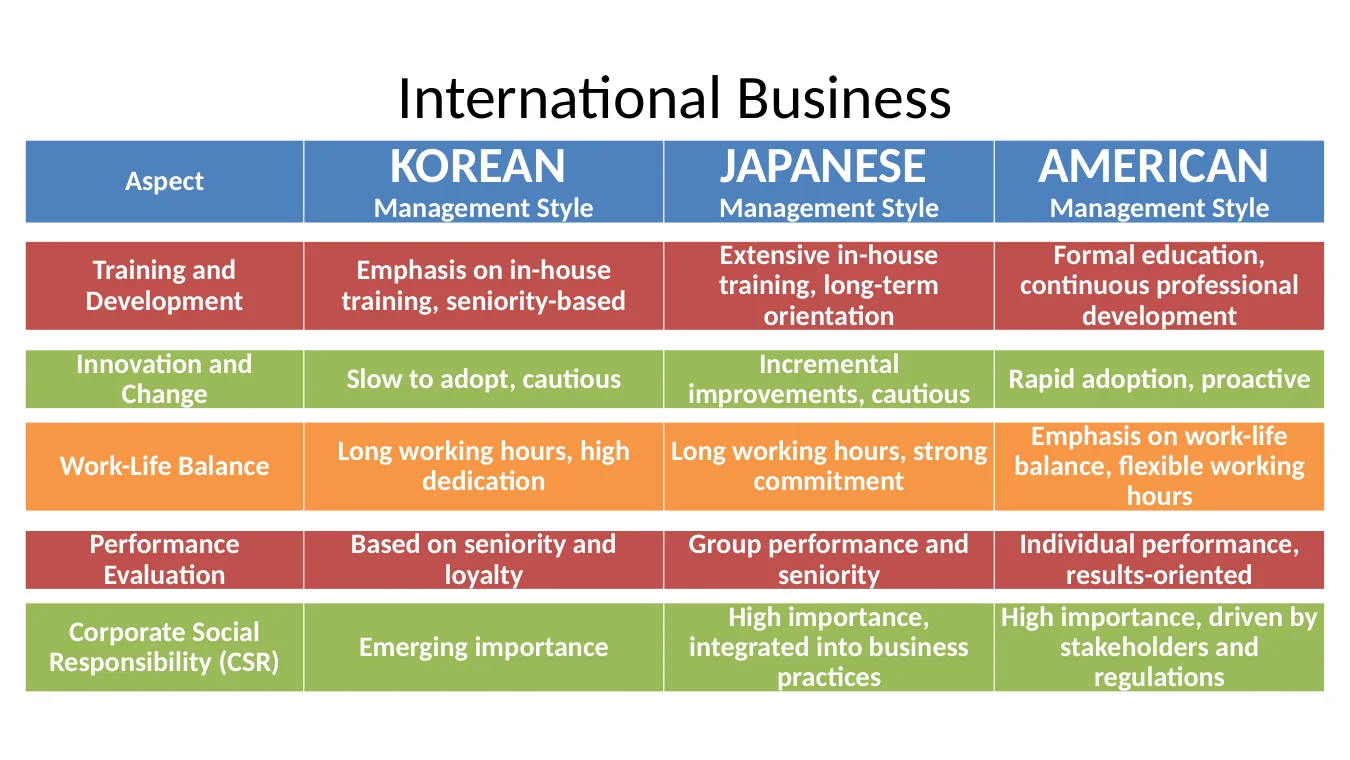 International Business
Aspect
KOREAN
Management Style
JAPANESE
Management Style
AMERICAN
Management Style
Training and
Development
Emphasis on in-house
training, seniority-based
Extensive in-house
training, long-term
orientation
Formal education,
continuous professional
development
Innovation and
Change
Slow to adopt, cautious
Incremental
improvements, cautious
Rapid adoption, proactive
Work-Life Balance
Long working hours, high
dedication
Long working hours, strong
commitment
Emphasis on work-life
balance, flexible working
hours
Performance
Evaluation
Based on seniority and
loyalty
Group performance and
seniority
Individual performance,
results-oriented
Corporate Social
Responsibility (CSR)
Emerging importance
High importance,
integrated into business
practices
High importance, driven by
stakeholders and
regulations